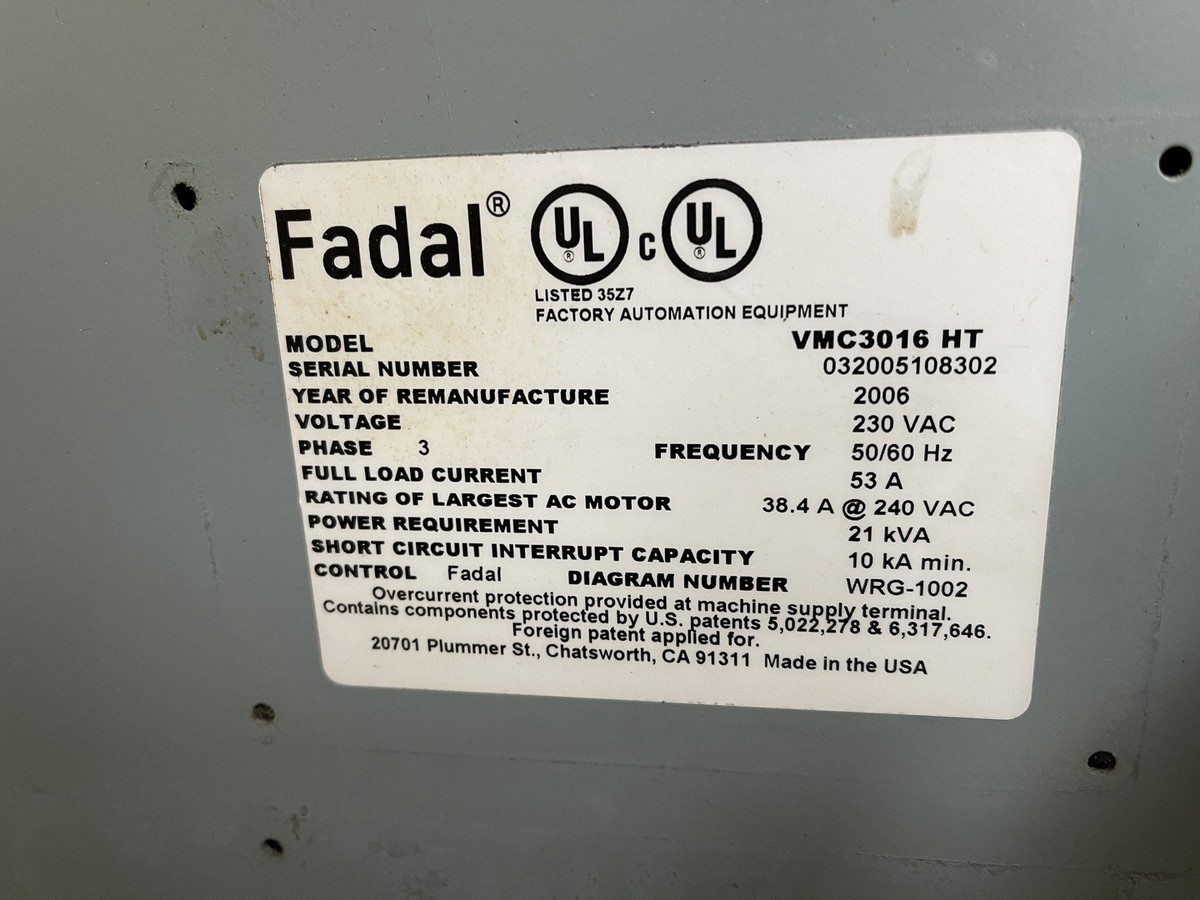 Fadal® UL® c UL®
LISTED 35Z7
FACTORY AUTOMATION EQUIPMENT
MODEL VMC3016 HT
SERIAL NUMBER 032005108302
YEAR OF REMANUFACTURE 2006
VOLTAGE 230 VAC
PHASE 3 FREQUENCY 50/60 Hz
FULL LOAD CURRENT 53 A
RATING OF LARGEST AC MOTOR 38.4 A @ 240 VAC
POWER REQUIREMENT 21 kVA
SHORT CIRCUIT INTERRUPT CAPACITY 10 kA min.
CONTROL Fadal DIAGRAM NUMBER WRG-1002
Overcurrent protection provided at machine supply terminal.
Contains components protected by U.S. patents 5,022,278 & 6,317,646.
Foreign patent applied for.
20701 Plummer St., Chatsworth, CA 91311 Made in the USA